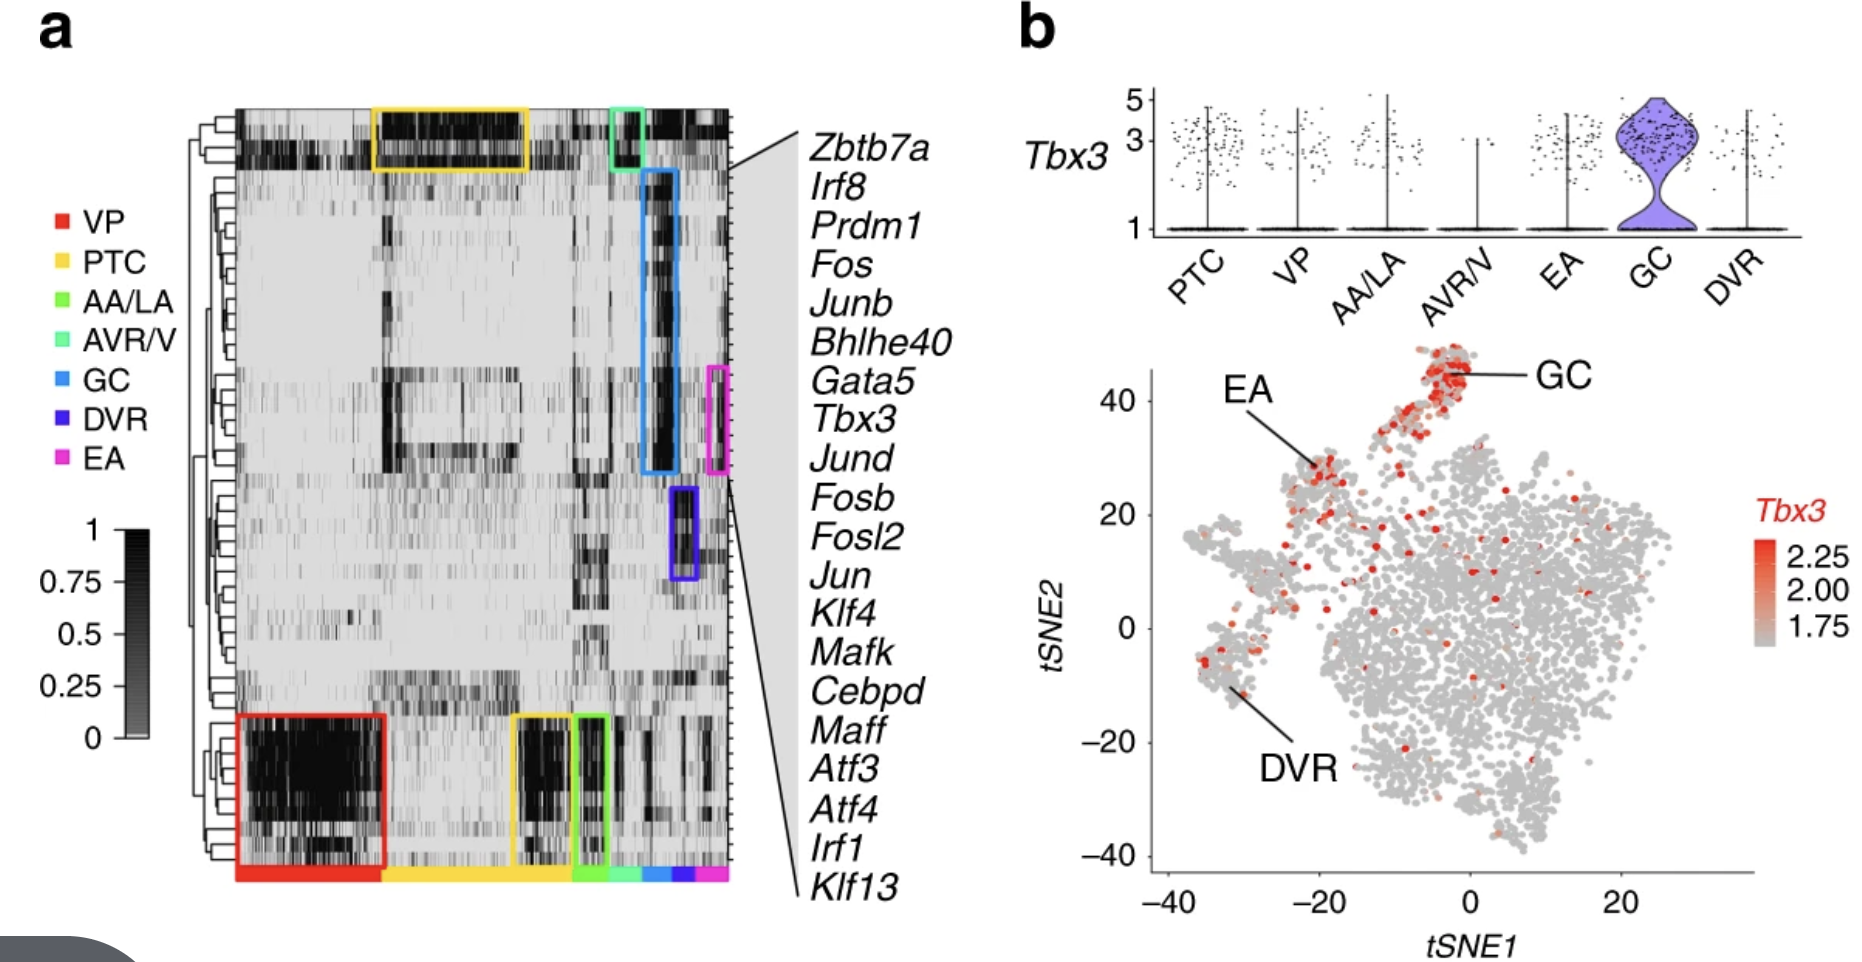 a
VP
PTC
AA/LA
AVR/V
GC
DVR
EA
1
0.75
0.5
0.25
0
Zbtb7a
Irf8
Prdm1
Fos
Junb
Bhlhe40
Gata5
Tbx3
Jund
Fosb
Fosl2
Jun
Klf4
Mafk
Cebpd
Maff
Atf3
Atf4
Irf1
Klf13
b
Tbx3
5
3
1
PTC
VP
AA/LA
AVR/V
EA
GC
DVR
EA
GC
DVR
tSNE2
40
20
0
−20
−40
−40
−20
0
20
tSNE1
Tbx3
2.25
2.00
1.75